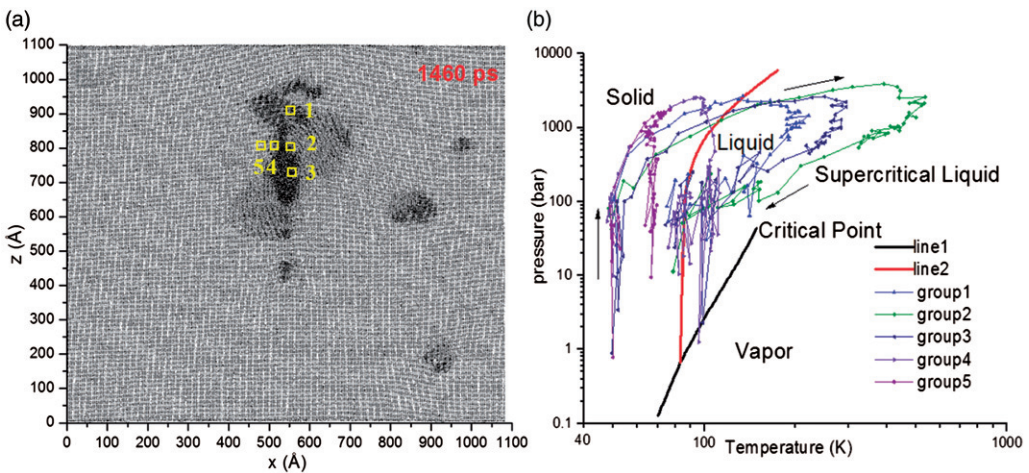 (a)
1100
1000
900
800
700
600
500
400
300
200
100
0
z (Å)
1460 ps
1
2
54
3
0 100 200 300 400 500 600 700 800 900 1000 1100
x (Å)
(b)
10000
1000
100
10
1
0.1
pressure (bar)
Solid
Liquid
Supercritical Liquid
Critical Point
Vapor
line1
line2
group1
group2
group3
group4
group5
40 100 1000
Temperature (K)